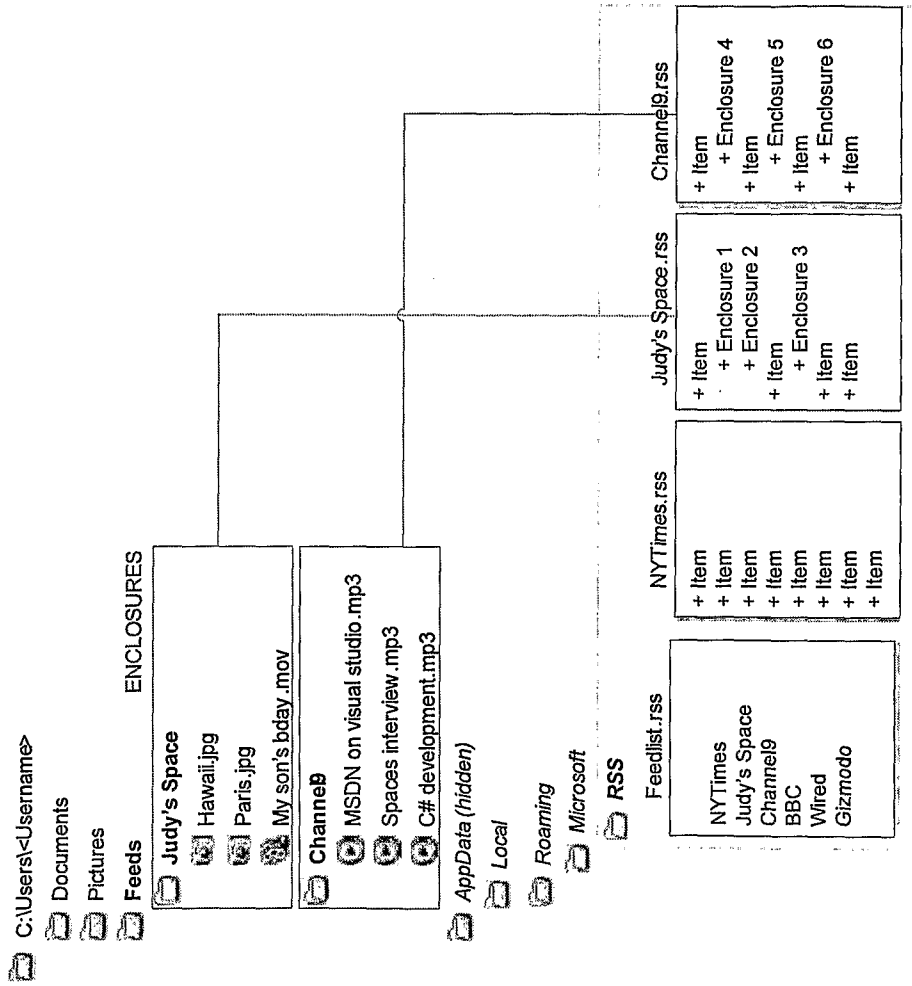 C:\Users\<Username>
Documents
Pictures
Feeds
ENCLOSURES
Judy's Space
Hawaii.jpg
Paris.jpg
My son's bday.mov
Channel9
MSDN on visual studio.mp3
Spaces interview.mp3
C# development.mp3
AppData (hidden)
Local
Roaming
Microsoft
RSS
Feedlist.rss
NYTimes
Judy's Space
Channel9
BBC
Wired
Gizmodo
NYTimes.rss
+ Item
+ Item
+ Item
+ Item
+ Item
+ Item
+ Item
+ Item
Judy's Space.rss
+ Item
+ Enclosure 1
+ Enclosure 2
+ Item
+ Enclosure 3
+ Item
+ Item
Channel9.rss
+ Item
+ Enclosure 4
+ Item
+ Enclosure 5
+ Item
+ Enclosure 6
+ Item